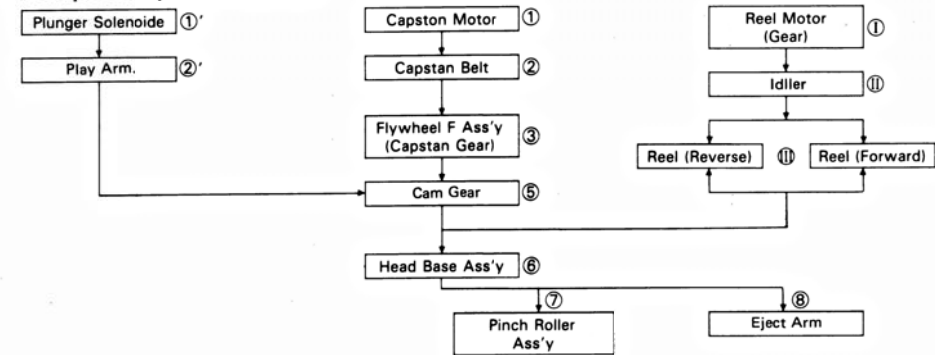 Plunger Solenoide ①'
Capston Motor ①
Reel Motor
(Gear) Ⅰ
Play Arm. ②'
Capstan Belt ②
Idller Ⅱ
Flywheel F Ass'y
(Capstan Gear) ③
Reel (Reverse) Ⅲ Reel (Forward)
Cam Gear ⑤
Head Base Ass'y ⑥
⑦ ⑧
Pinch Roller
Ass'y
Eject Arm